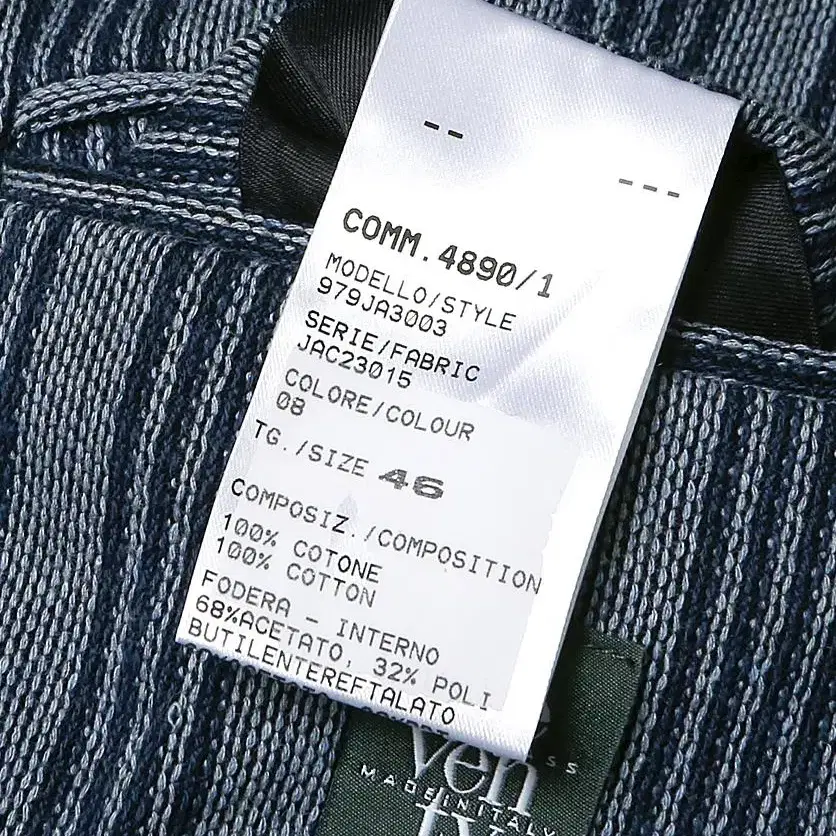 --
---
COMM.4890/1
MODELLO/STYLE
979JA3003
SERIE/FABRIC
JAC23015
COLORE/COLOUR
08
TG./SIZE 46
COMPOSIZ./COMPOSITION
100% COTONE
100% COTTON
FODERA - INTERNO
68%ACETATO, 32% POLI
BUTILENTEREFTALATO
ven
MADE IN ITALY